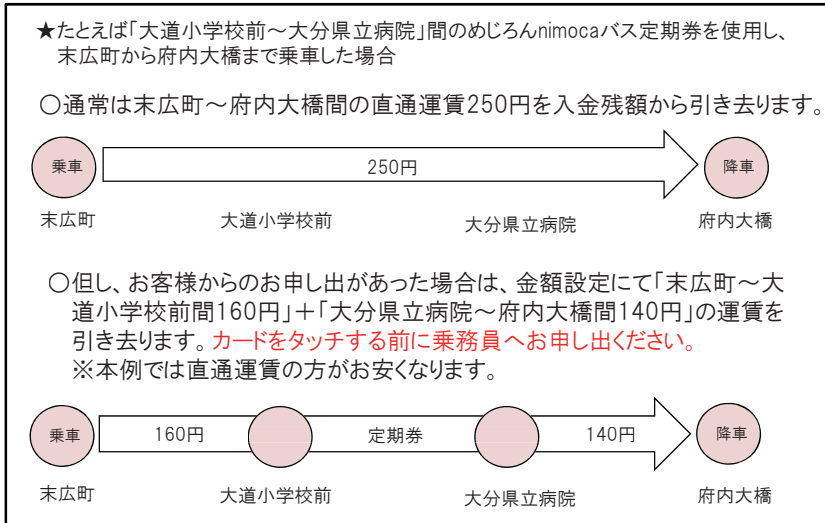 ★たとえば「大道小学校前～大分県立病院」間のめじろんnimocaバス定期券を使用し、
末広町から府内大橋まで乗車した場合
○通常は末広町～府内大橋間の直通運賃250円を入金残額から引き去ります。
乗車 250円 降車
末広町 大道小学校前 大分県立病院 府内大橋
○但し、お客様からのお申し出があった場合は、金額設定にて「末広町～大
道小学校前間160円」＋「大分県立病院～府内大橋間140円」の運賃を
引き去ります。カードをタッチする前に乗務員へお申し出ください。
※本例では直通運賃の方がお安くなります。
乗車 160円 定期券 140円 降車
末広町 大道小学校前 大分県立病院 府内大橋